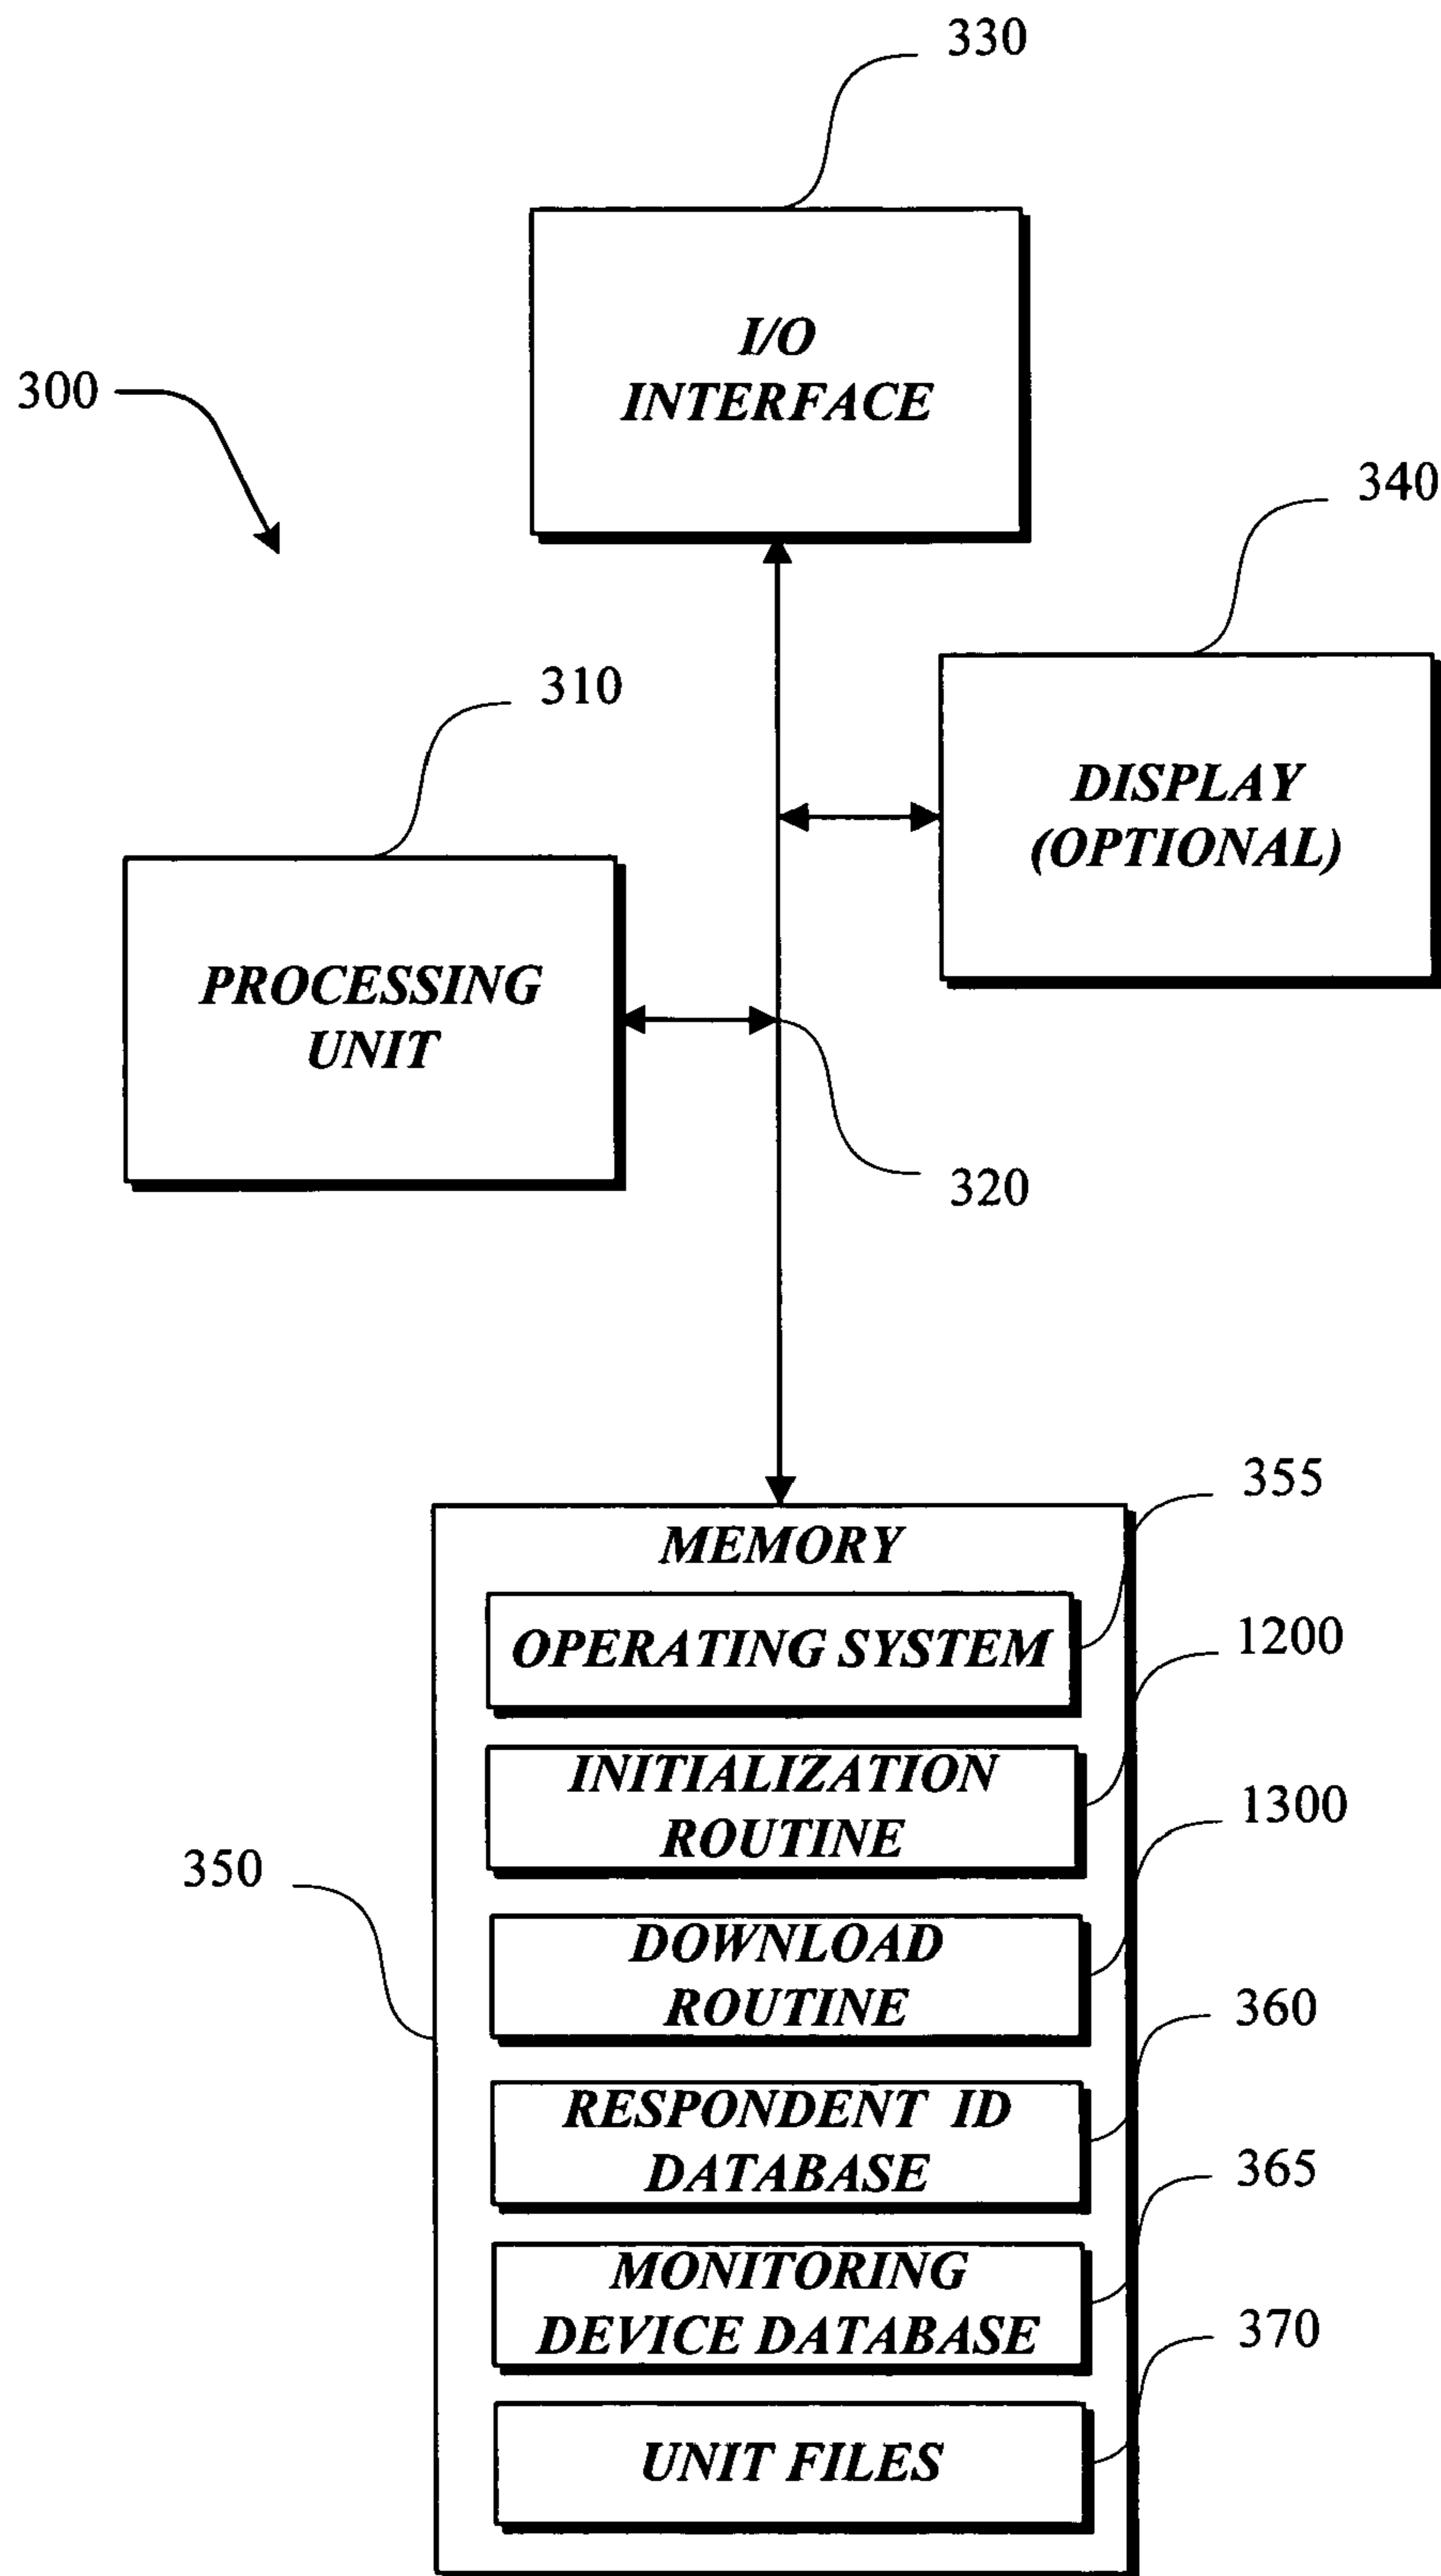 330
I/O
INTERFACE
300
340
310
DISPLAY
(OPTIONAL)
PROCESSING
UNIT
320
355
MEMORY
OPERATING SYSTEM
1200
INITIALIZATION
ROUTINE
1300
350
DOWNLOAD
ROUTINE
360
RESPONDENT ID
DATABASE
365
MONITORING
DEVICE DATABASE
370
UNIT FILES